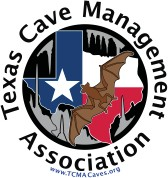 Texas Cave Management
Association
www.TCMACaves.org